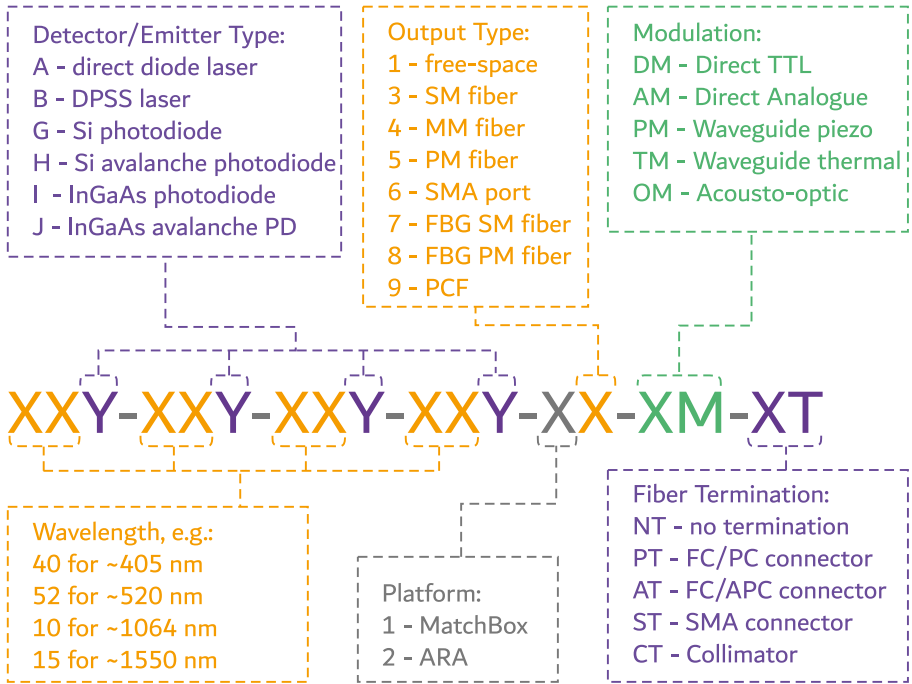 Detector/Emitter Type:
A - direct diode laser
B - DPSS laser
G - Si photodiode
H - Si avalanche photodiode
I - InGaAs photodiode
J - InGaAs avalanche PD
Output Type:
1 - free-space
3 - SM fiber
4 - MM fiber
5 - PM fiber
6 - SMA port
7 - FBG SM fiber
8 - FBG PM fiber
9 - PCF
Modulation:
DM - Direct TTL
AM - Direct Analogue
PM - Waveguide piezo
TM - Waveguide thermal
OM - Acousto-optic
XXY-XXY-XXY-XXY-XX-XM-XT
Wavelength, e.g.:
40 for ~405 nm
52 for ~520 nm
10 for ~1064 nm
15 for ~1550 nm
Platform:
1 - MatchBox
2 - ARA
Fiber Termination:
NT - no termination
PT - FC/PC connector
AT - FC/APC connector
ST - SMA connector
CT - Collimator